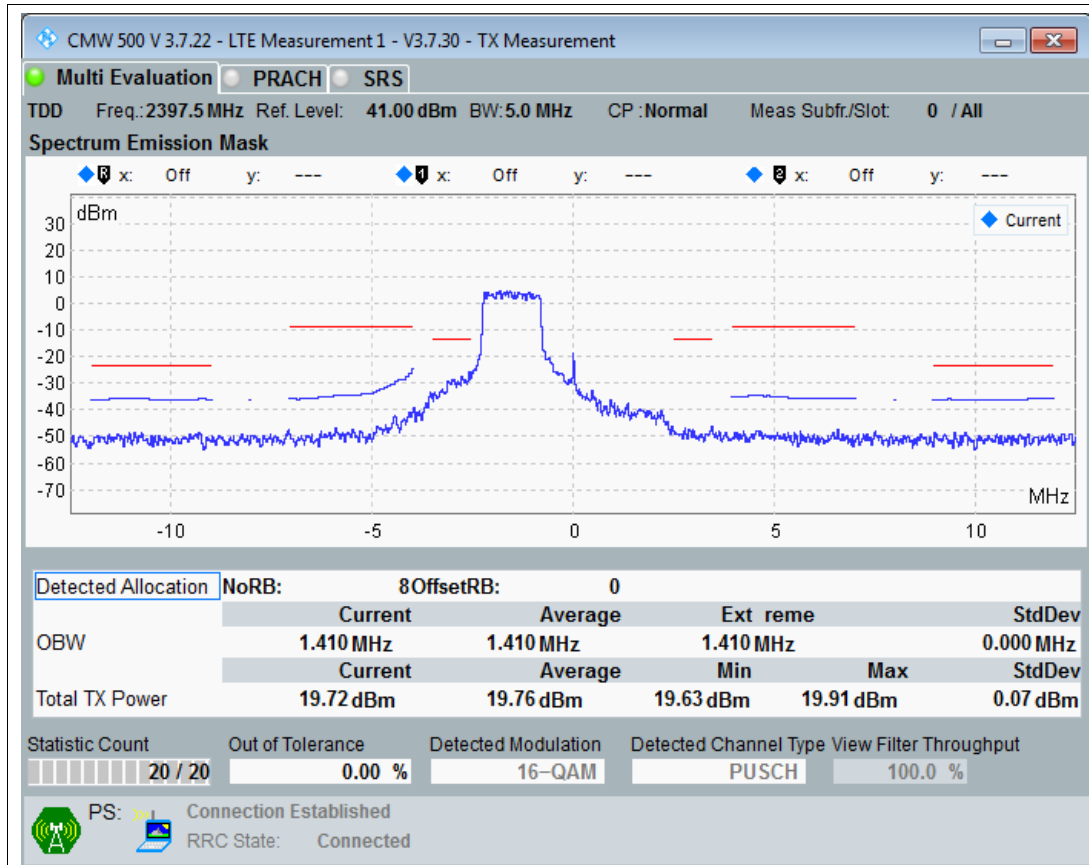 CMW 500 V 3.7.22 - LTE Measurement 1 - V3.7.30 - TX Measurement
Multi Evaluation PRACH SRS
TDD Freq.: 2397.5 MHz Ref. Level: 41.00 dBm BW: 5.0 MHz CP : Normal Meas Subfr./Slot: 0 / All
Spectrum Emission Mask
R x: Off y: --- 1 x: Off y: --- 2 x: Off y: ---
dBm
Current
30
20
10
0
-10
-20
-30
-40
-50
-60
-70
MHz
-10 -5 0 5 10
Detected Allocation NoRB: 8 OffsetRB: 0
Current Average Ext reme StdDev
OBW 1.410 MHz 1.410 MHz 1.410 MHz 0.000 MHz
Current Average Min Max StdDev
Total TX Power 19.72 dBm 19.76 dBm 19.63 dBm 19.91 dBm 0.07 dBm
Statistic Count Out of Tolerance Detected Modulation Detected Channel Type View Filter Throughput
20 / 20 0.00 % 16-QAM PUSCH 100.0 %
PS: Connection Established
RRC State: Connected